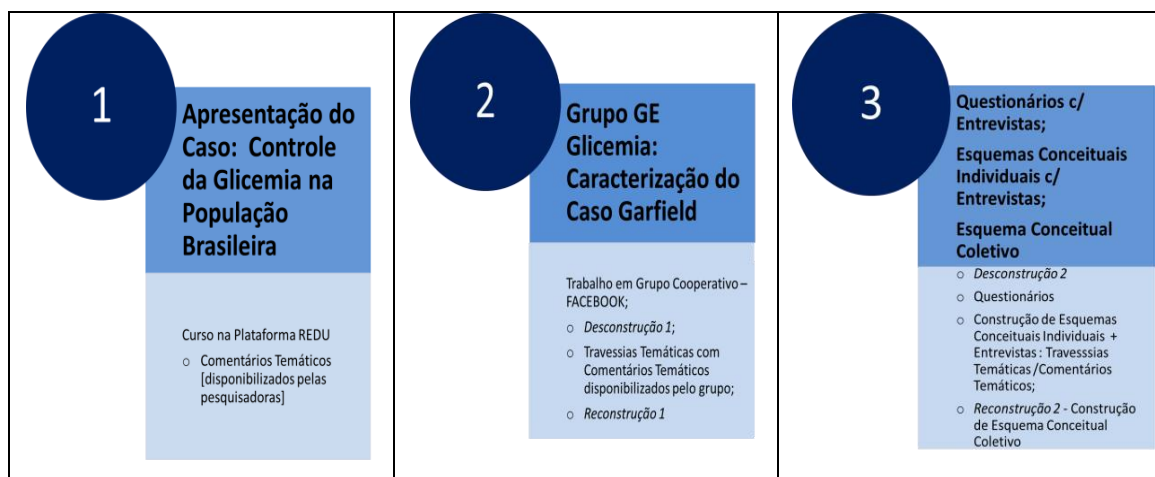 1
Apresentação do
Caso: Controle
da Glicemia na
População
Brasileira
Curso na Plataforma REDU
o Comentários Temáticos
[disponibilizados pelas
pesquisadoras]
2
Grupo GE
Glicemia:
Caracterização do
Caso Garfield
Trabalho em Grupo Cooperativo –
FACEBOOK;
o Desconstrução 1;
o Travessias Temáticas com
Comentários Temáticos
disponibilizados pelo grupo;
o Reconstrução 1
3
Questionários c/
Entrevistas;
Esquemas Conceituais
Individuais c/
Entrevistas;
Esquema Conceitual
Coletivo
o Desconstrução 2
o Questionários
o Construção de Esquemas
Conceituais Individuais +
Entrevistas : Travesssias
Temáticas /Comentários
Temáticos;
o Reconstrução 2 - Construção
de Esquema Conceitual
Coletivo